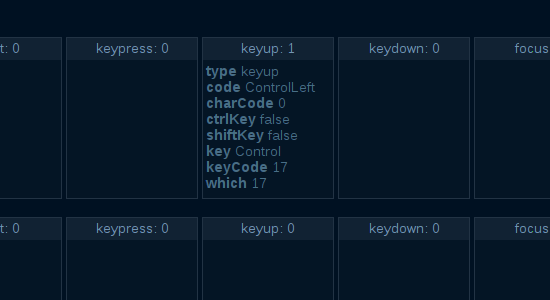 t: 0 keypress: 0 keyup: 1 keydown: 0 focus
type keyup
code ControlLeft
charCode 0
ctrlKey false
shiftKey false
key Control
keyCode 17
which 17
t: 0 keypress: 0 keyup: 0 keydown: 0 focus